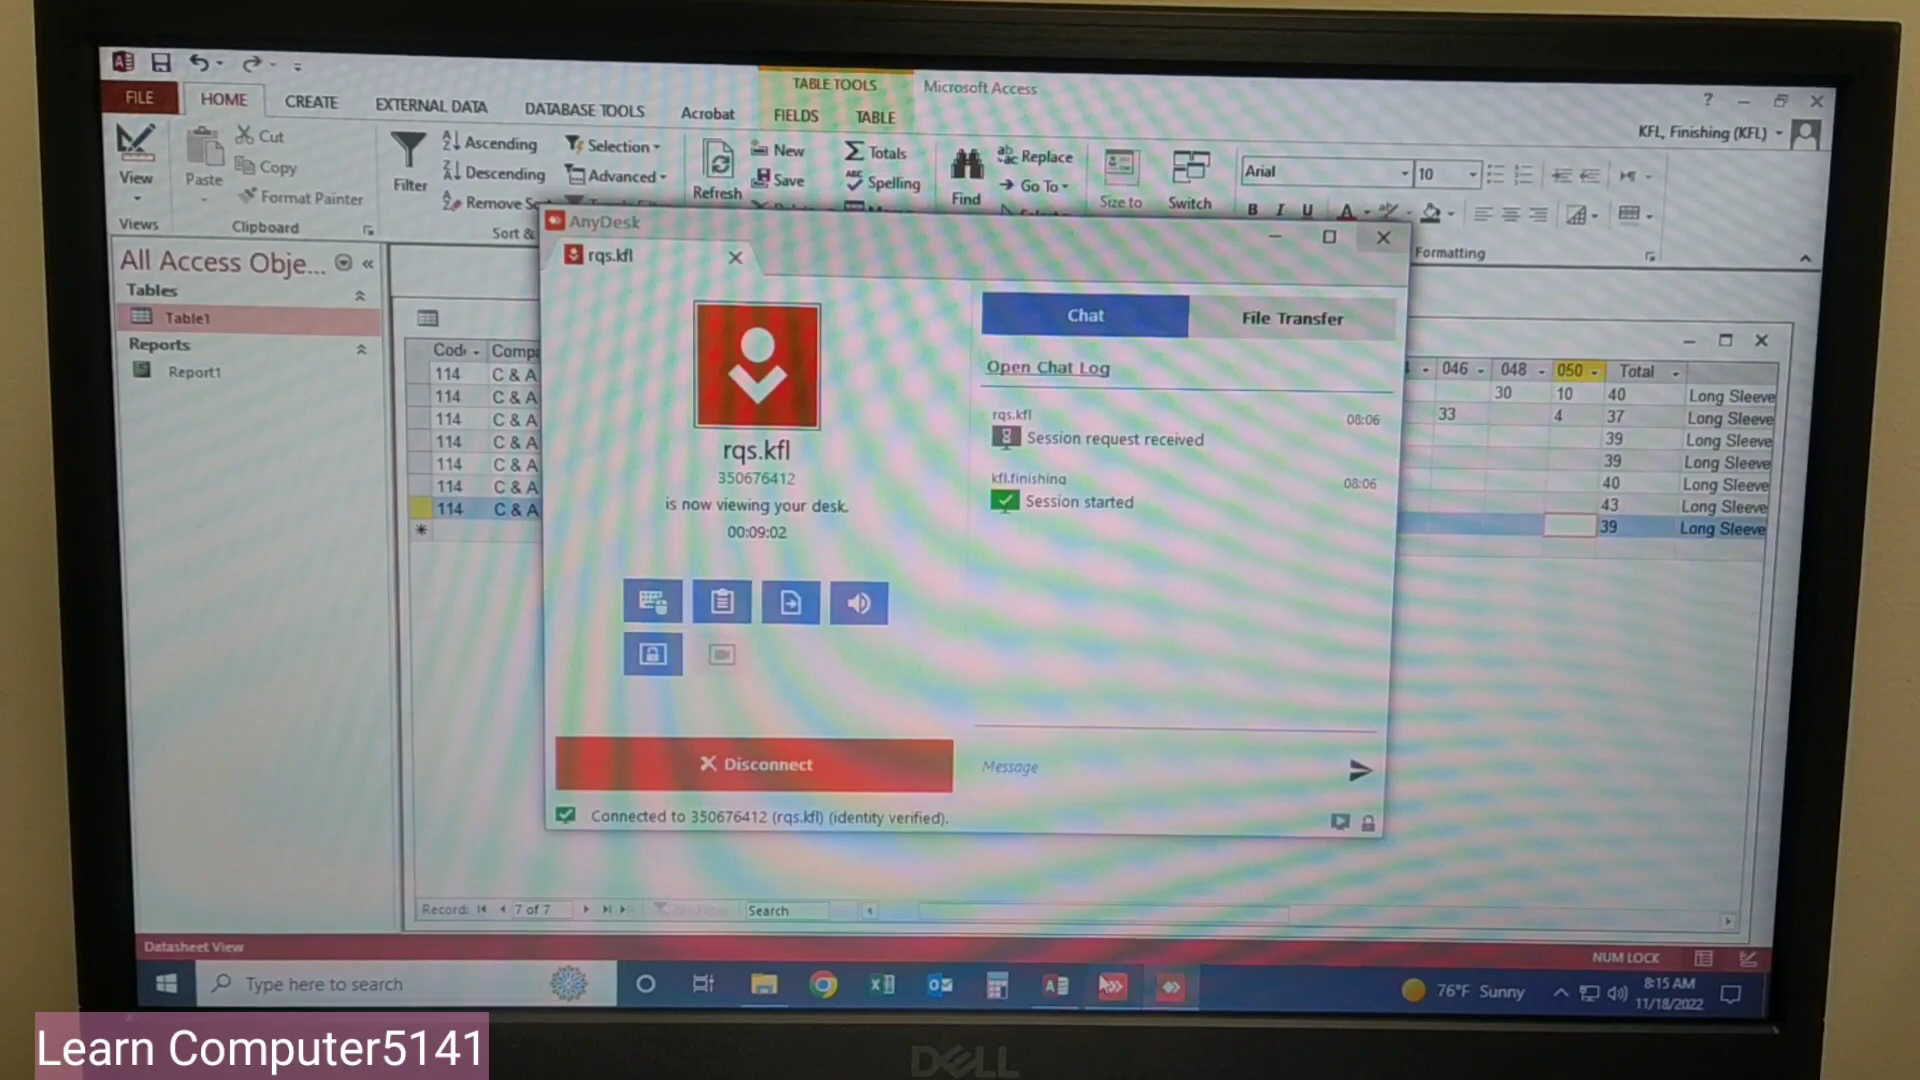 TABLE TOOLS
Microsoft Access
FILE
HOME
CREATE
EXTERNAL DATA
DATABASE TOOLS
Acrobat
FIELDS
TABLE
KFL, Finishing (KFL)
View
Views
Paste
Cut
Copy
Format Painter
Clipboard
Filter
Ascending
Descending
Remove
Sort &
Selection
Advanced
Refresh
New
Save
Totals
Spelling
Find
Replace
Go To
Size to
Switch
Arial
10
B I U
Formatting
All Access Obje...
Tables
Table1
Reports
Report1
AnyDesk
rqs.kfl
rqs.kfl
350676412
is now viewing your desk.
00:09:02
Disconnect
Connected to 350676412 (rqs.kfl) (identity verified).
Chat
File Transfer
Open Chat Log
rqs.kfl 08:06
Session request received
kfl.finishing 08:06
Session started
Message
114 C & A
114 C & A
114 C & A
114 C & A
114 C & A
114 C & A
114 C & A
046 048 050 Total
30 10 40 Long Sleeve
33 4 37 Long Sleeve
39 Long Sleeve
39 Long Sleeve
40 Long Sleeve
43 Long Sleeve
39 Long Sleeve
Record: 7 of 7 Search
Datasheet View
NUM LOCK
Type here to search
76°F Sunny
8:15 AM
11/18/2022
Learn Computer5141
DELL